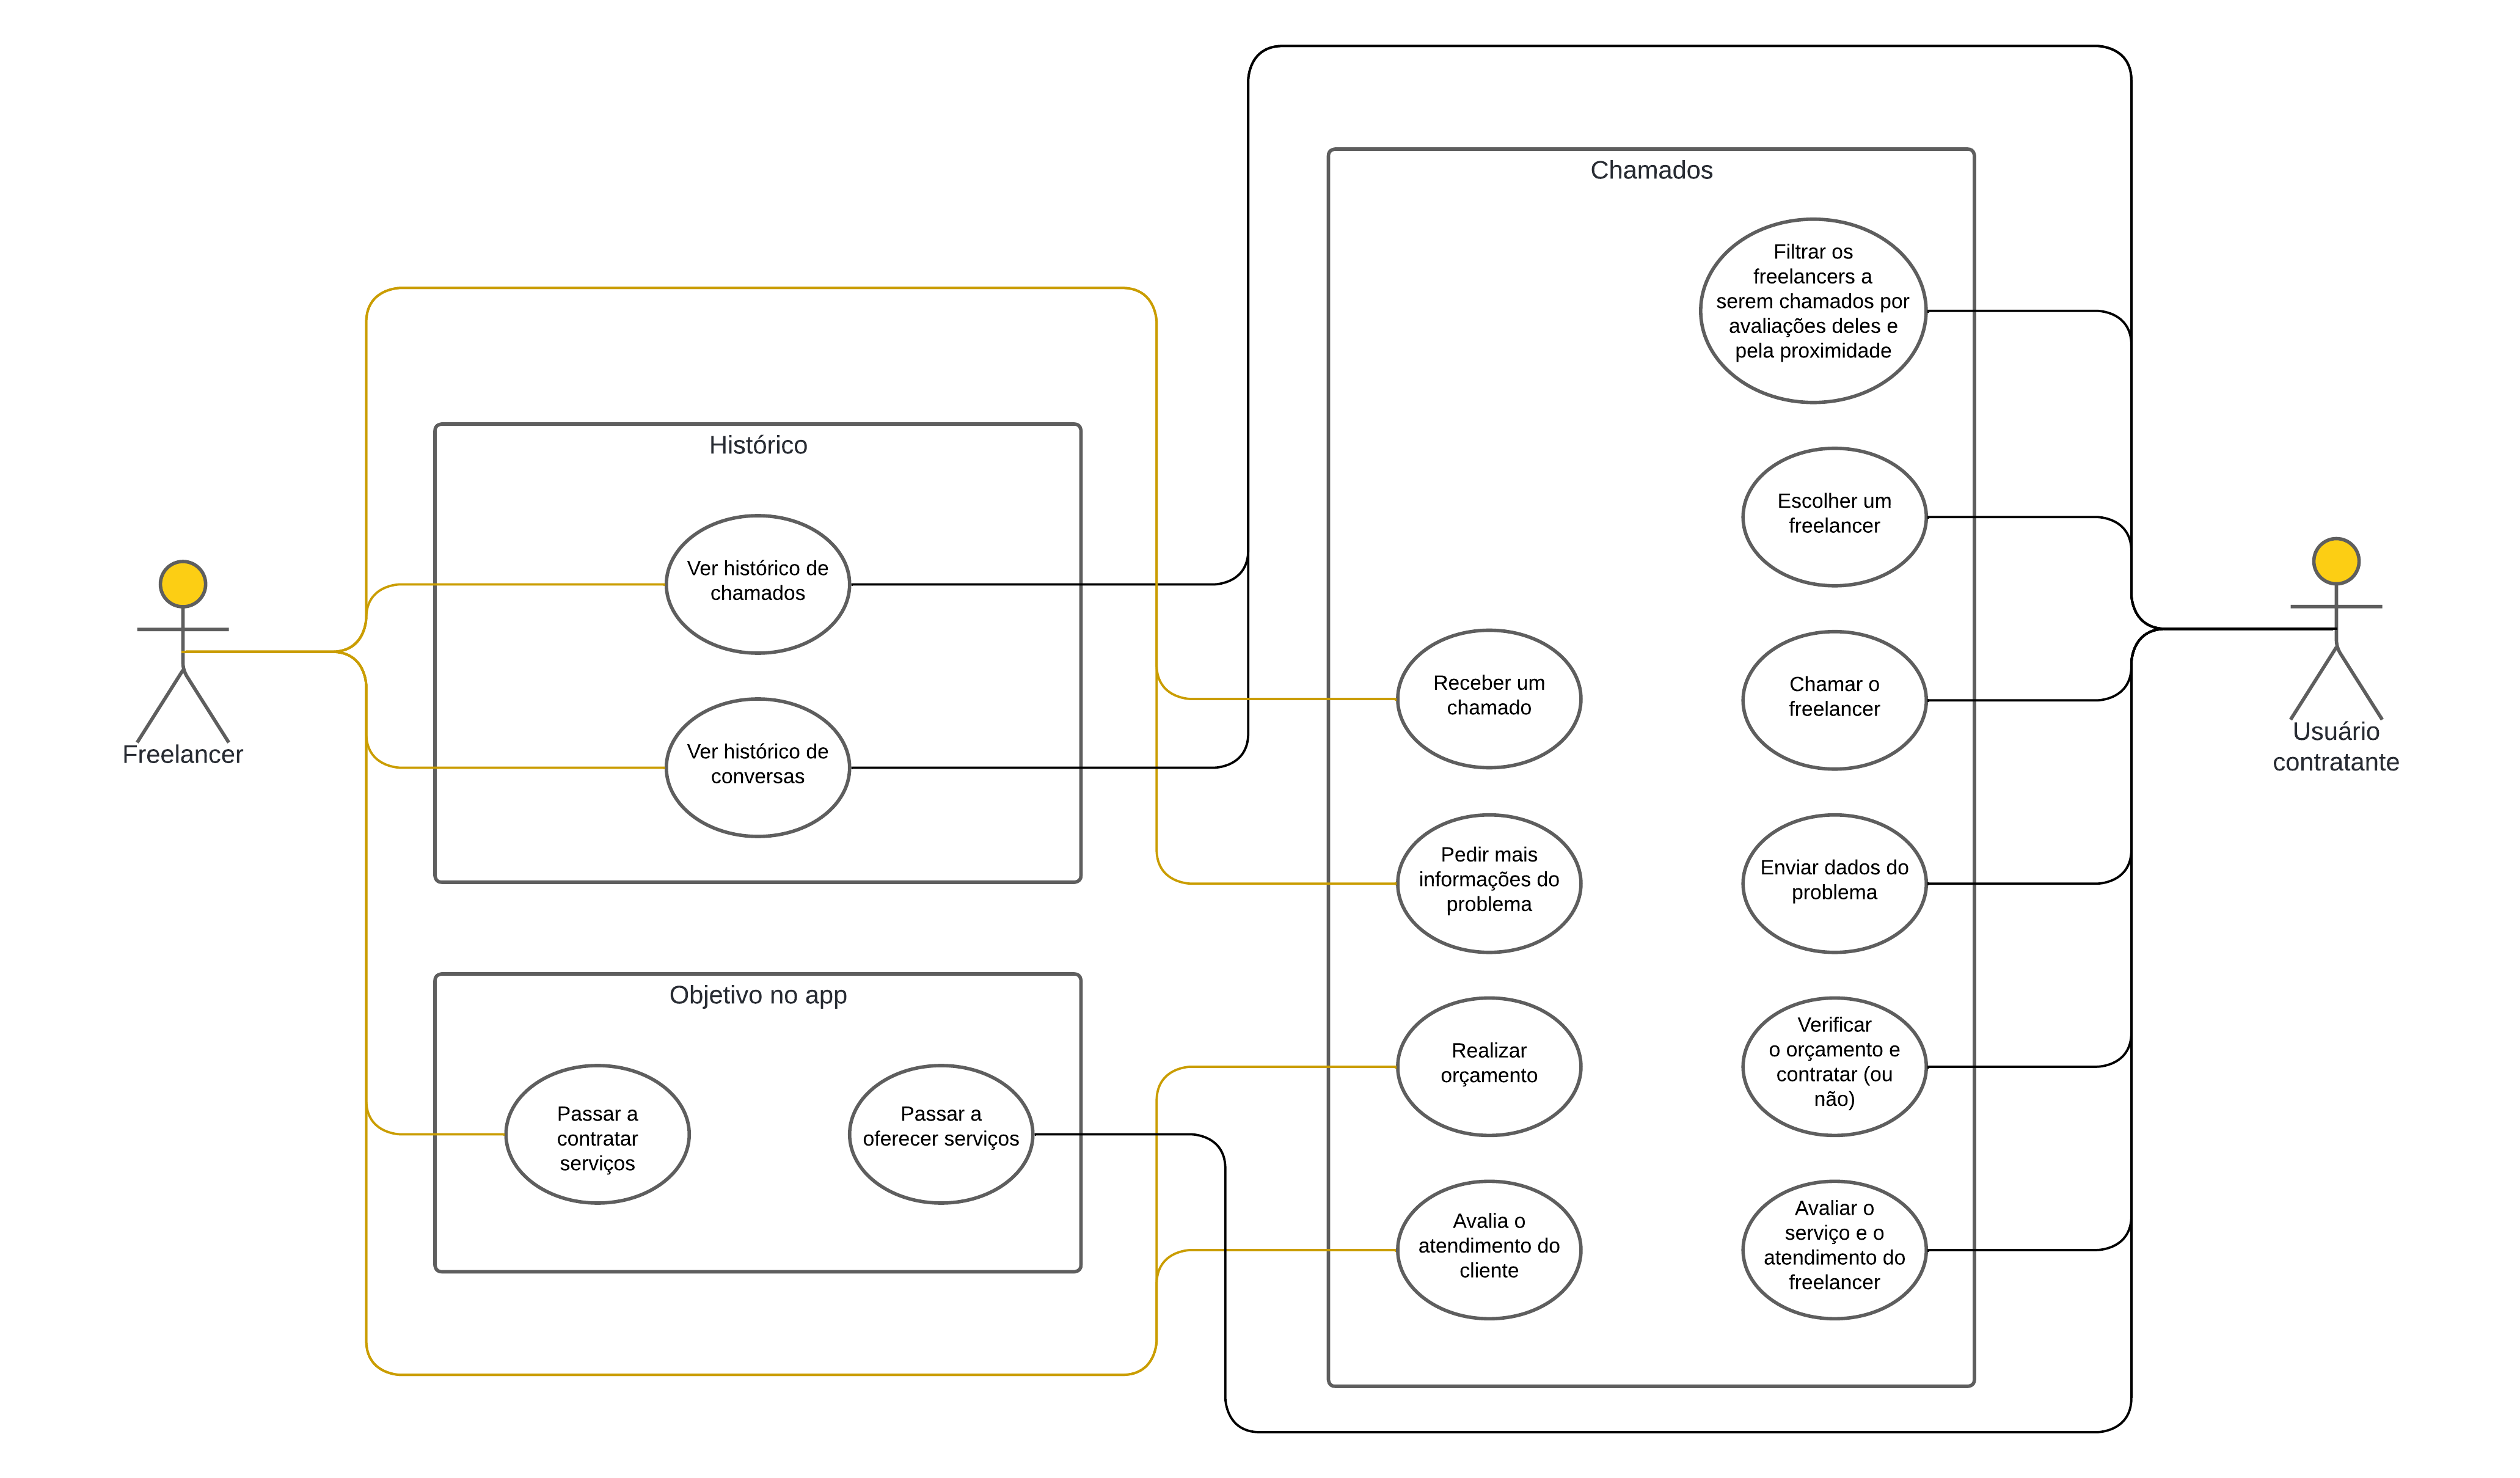 Chamados
Filtrar os
freelancers a
serem chamados por
avaliações deles e
pela proximidade
Histórico
Escolher um
freelancer
Ver histórico de
chamados
Receber um
chamado
Chamar o
freelancer
Freelancer
Usuário
contratante
Ver histórico de
conversas
Pedir mais
informações do
problema
Enviar dados do
problema
Objetivo no app
Passar a
contratar
serviços
Passar a
oferecer serviços
Realizar
orçamento
Verificar
o orçamento e
contratar (ou
não)
Avalia o
atendimento do
cliente
Avaliar o
serviço e o
atendimento do
freelancer